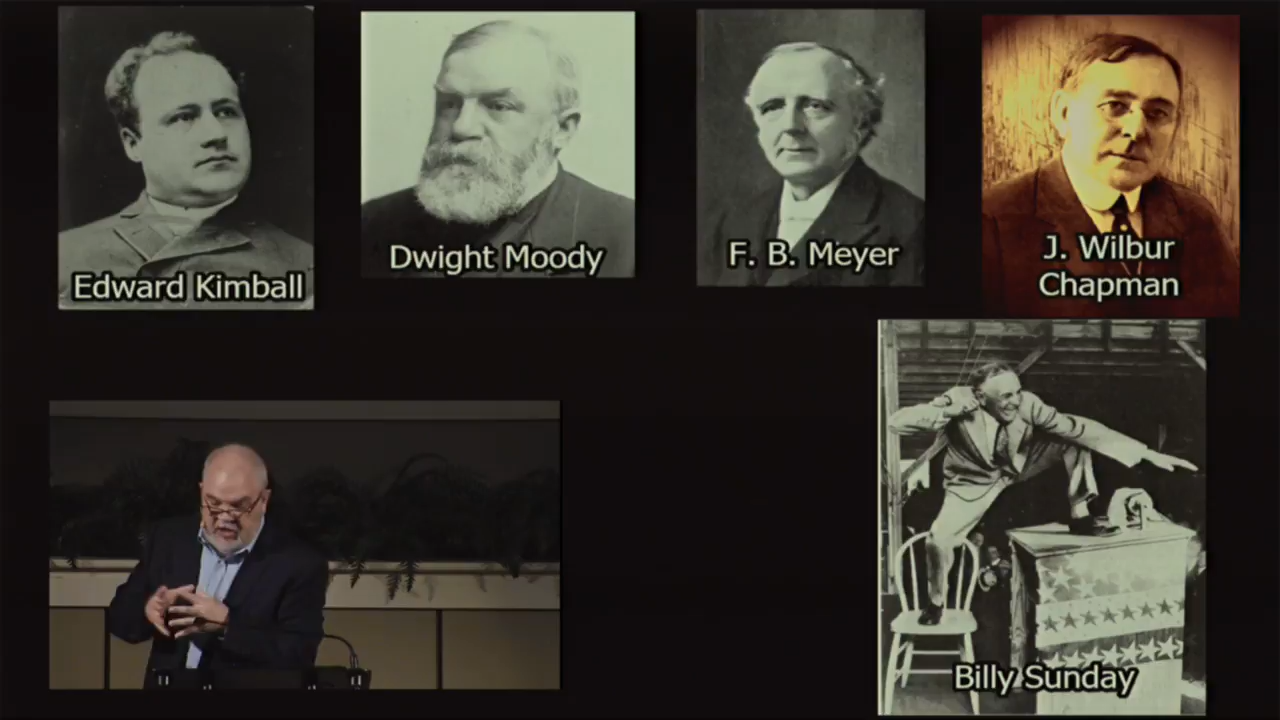 Edward Kimball
Dwight Moody
F. B. Meyer
J. Wilbur
Chapman
Billy Sunday